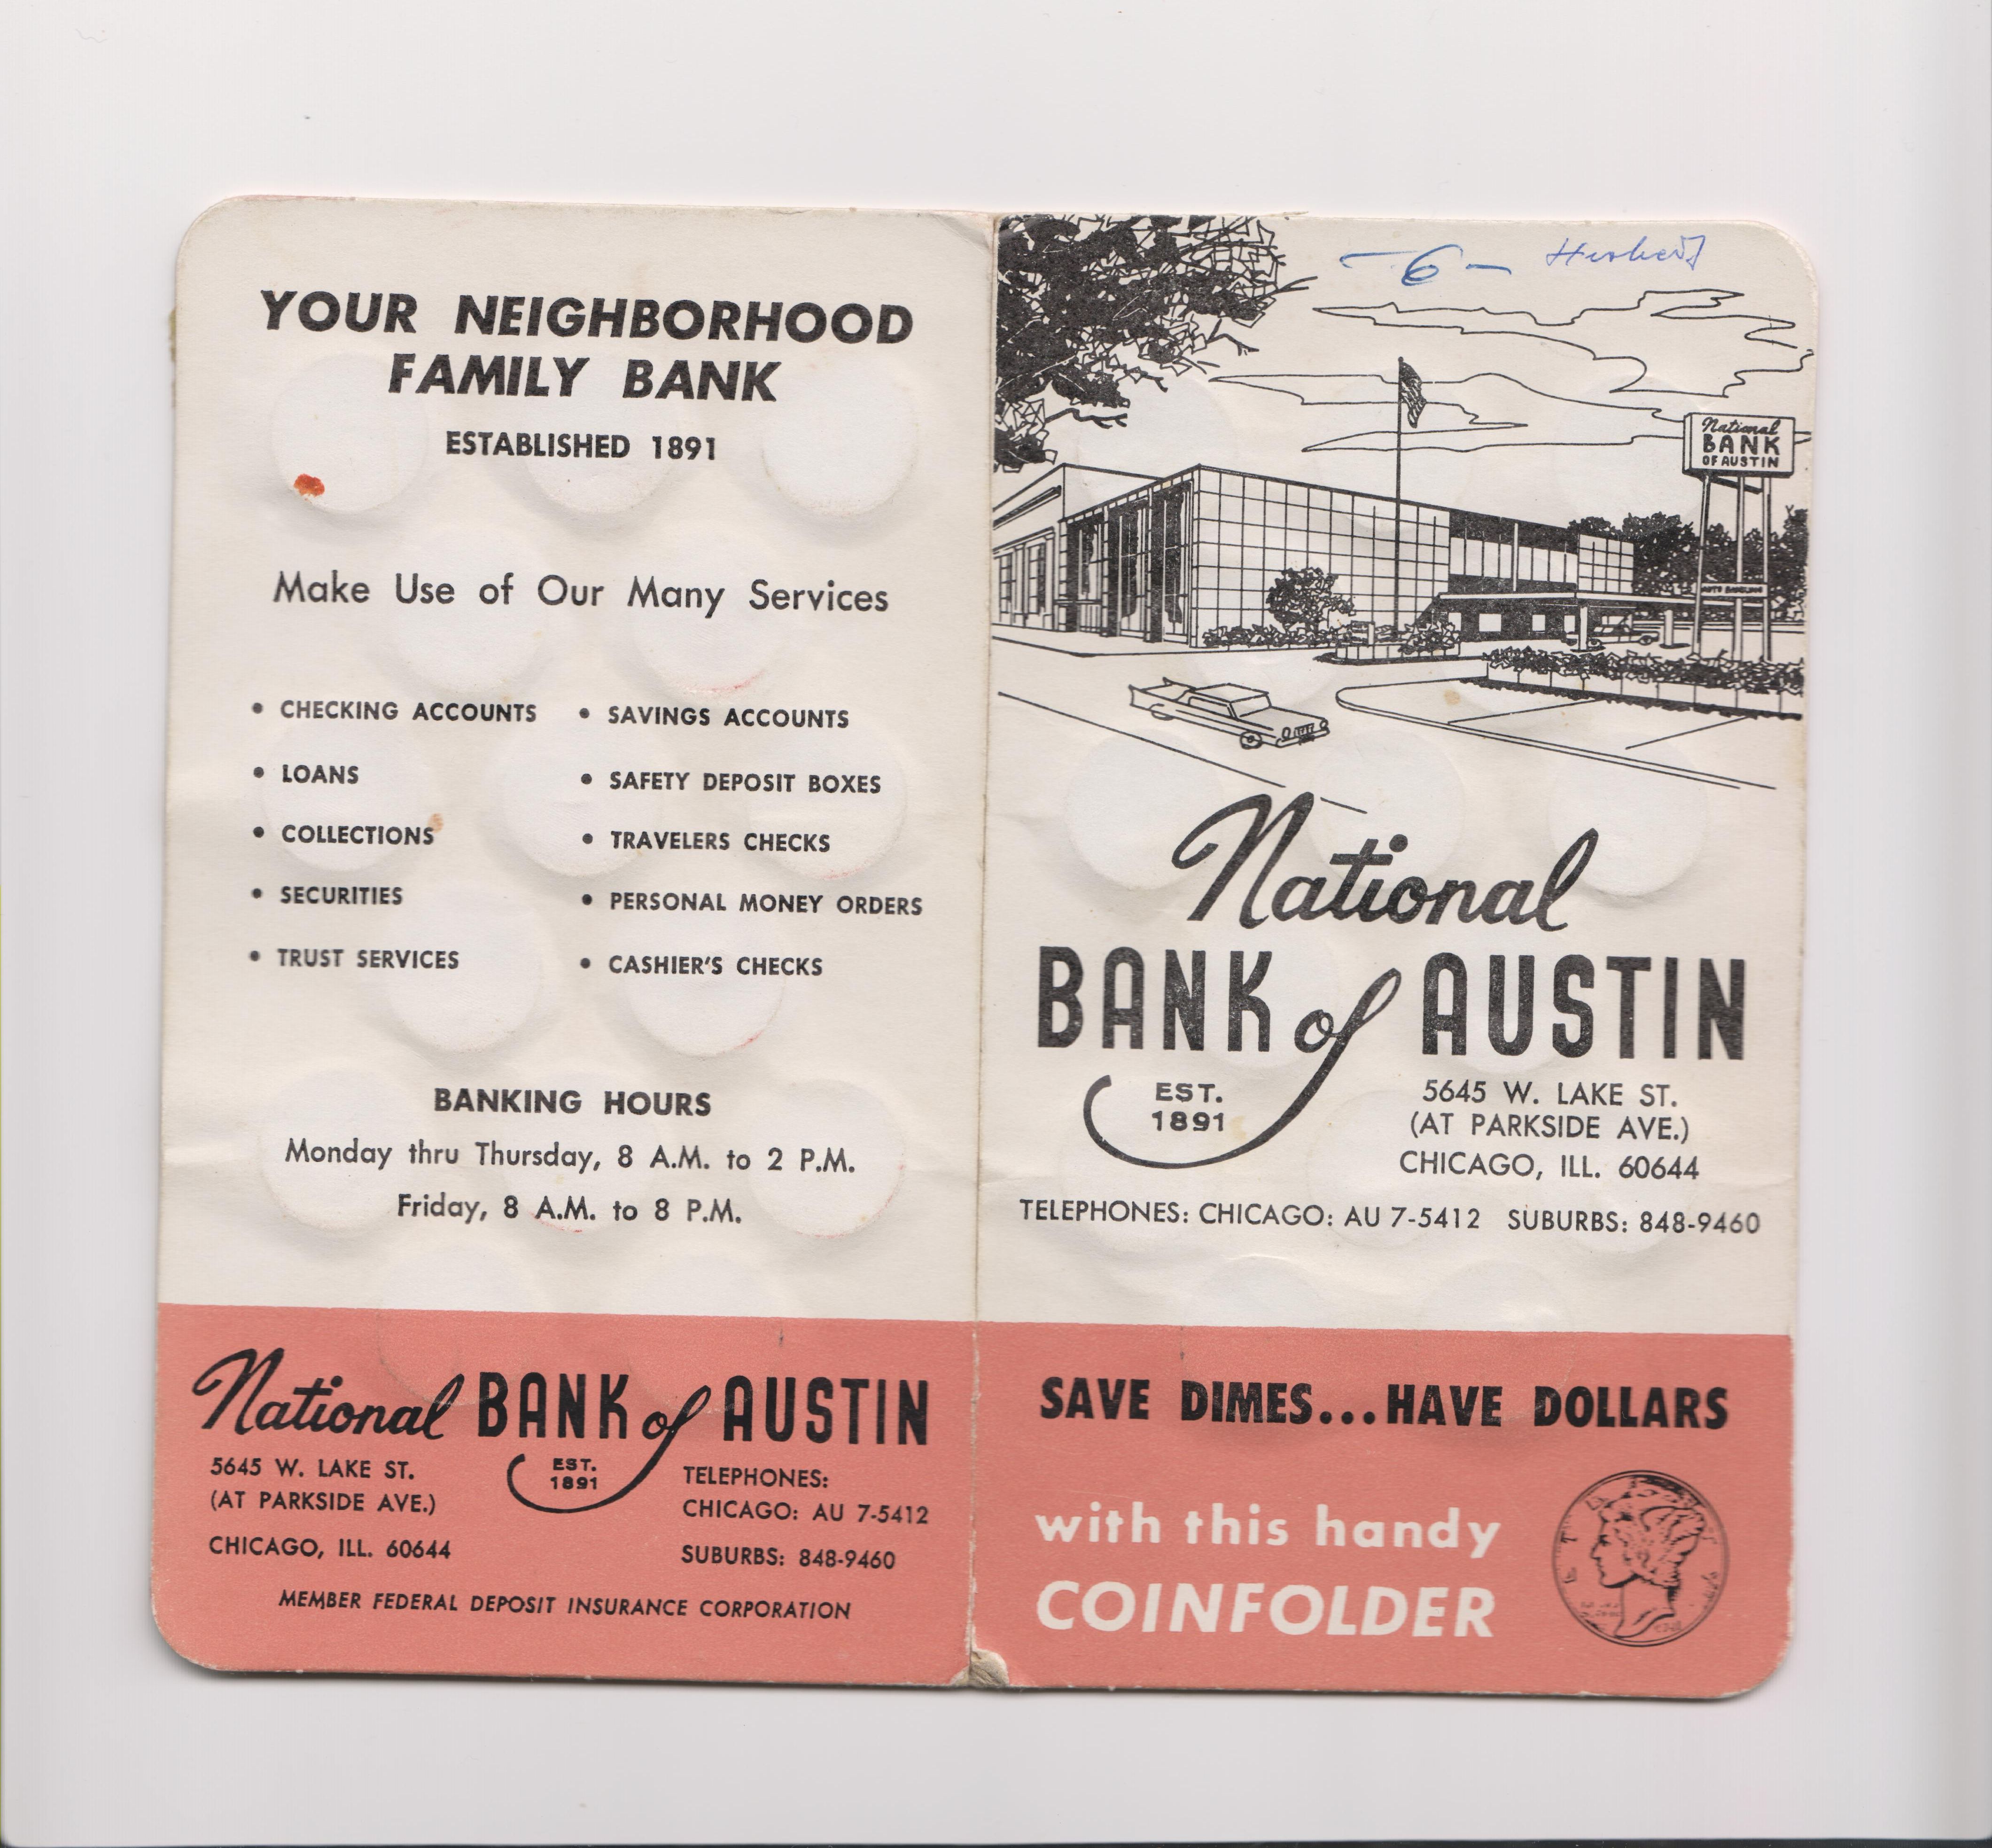 YOUR NEIGHBORHOOD
FAMILY BANK
ESTABLISHED 1891
Make Use of Our Many Services
• CHECKING ACCOUNTS
• LOANS
• COLLECTIONS
• SECURITIES
• TRUST SERVICES
• SAVINGS ACCOUNTS
• SAFETY DEPOSIT BOXES
• TRAVELERS CHECKS
• PERSONAL MONEY ORDERS
• CASHIER'S CHECKS
BANKING HOURS
Monday thru Thursday, 8 A.M. to 2 P.M.
Friday, 8 A.M. to 8 P.M.
National BANK of AUSTIN
EST.
1891
5645 W. LAKE ST.
(AT PARKSIDE AVE.)
CHICAGO, ILL. 60644
TELEPHONES:
CHICAGO: AU 7-5412
SUBURBS: 848-9460
MEMBER FEDERAL DEPOSIT INSURANCE CORPORATION
-6- Herbert
National
BANK
OF AUSTIN
AUTO BANKING
National
BANK of AUSTIN
EST.
1891
5645 W. LAKE ST.
(AT PARKSIDE AVE.)
CHICAGO, ILL. 60644
TELEPHONES: CHICAGO: AU 7-5412 SUBURBS: 848-9460
SAVE DIMES...HAVE DOLLARS
with this handy
COINFOLDER